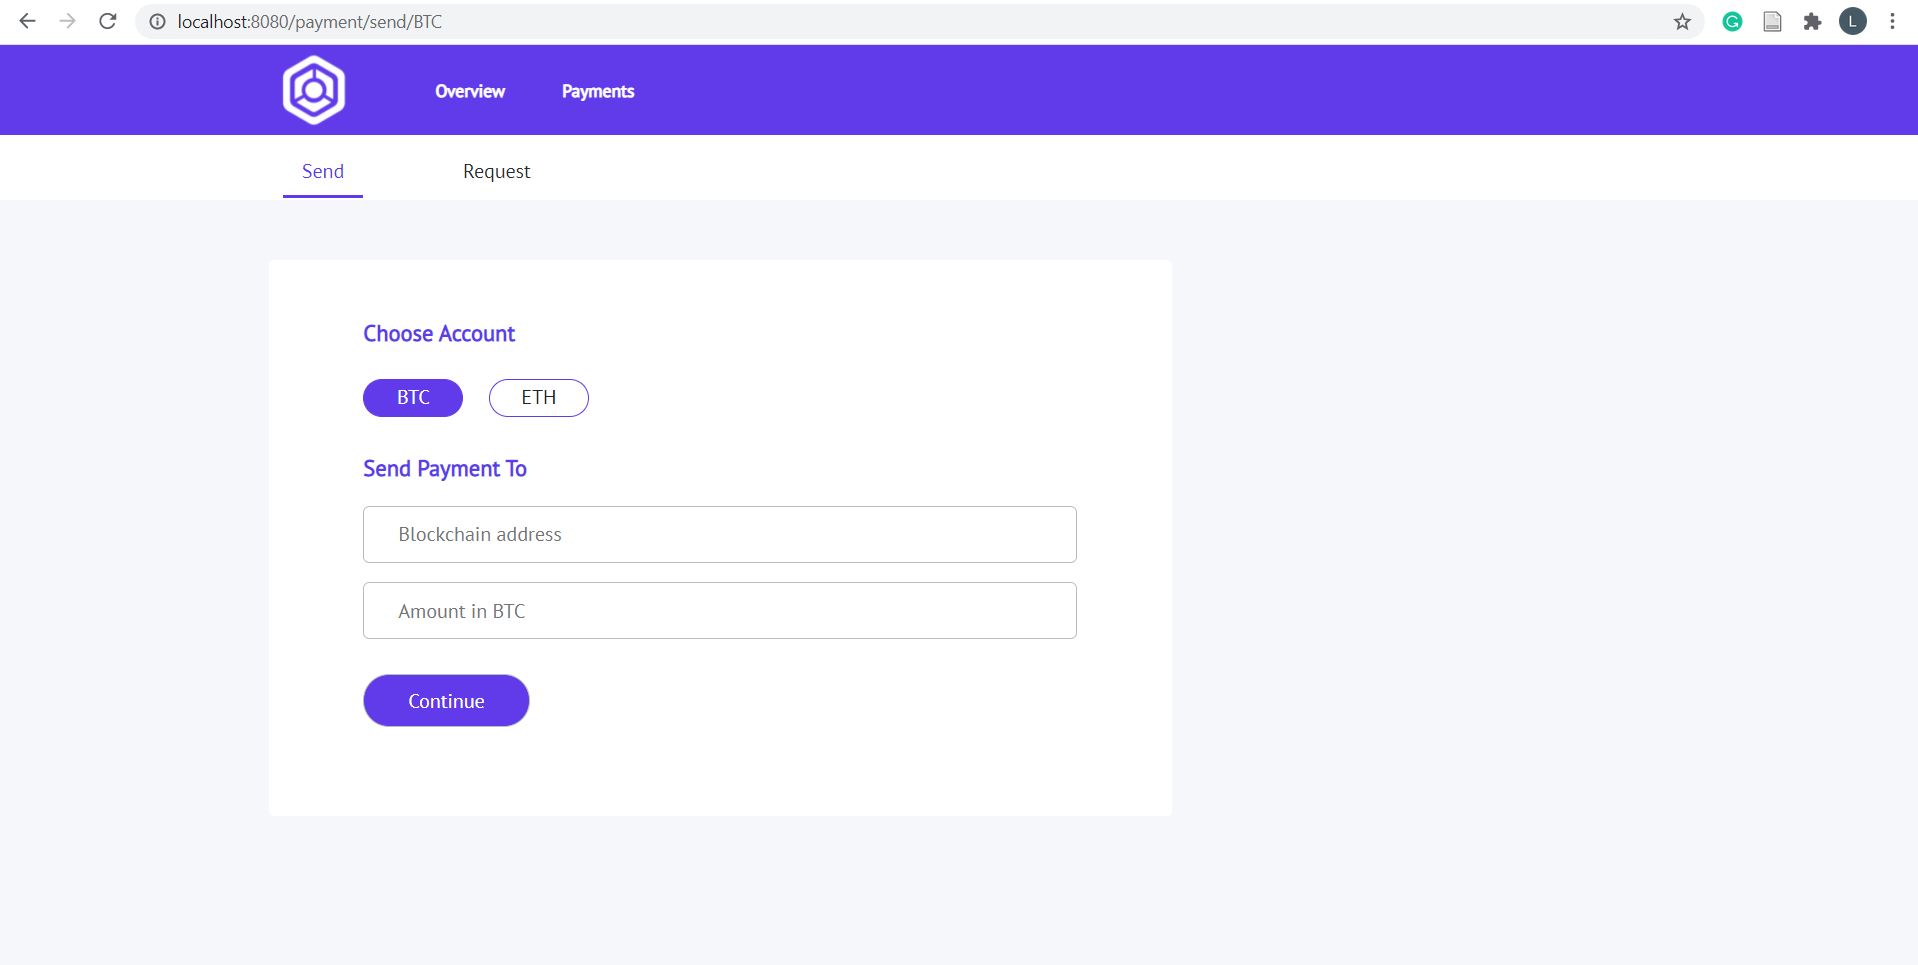 localhost:8080/payment/send/BTC
L
Overview Payments
Send Request
Choose Account
BTC ETH
Send Payment To
Blockchain address
Amount in BTC
Continue